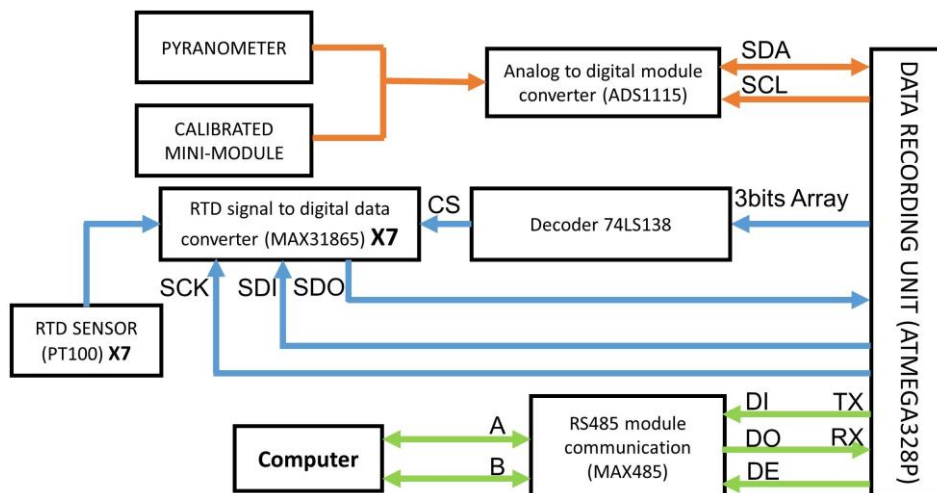 PYRANOMETER
CALIBRATED
MINI-MODULE
Analog to digital module
converter (ADS1115)
SDA
SCL
DATA RECORDING UNIT (ATMEGA328P)
RTD signal to digital data
converter (MAX31865) X7
CS
Decoder 74LS138
3bits Array
SCK
SDI
SDO
RTD SENSOR
(PT100) X7
Computer
A
B
RS485 module
communication
(MAX485)
DI
TX
DO
RX
DE